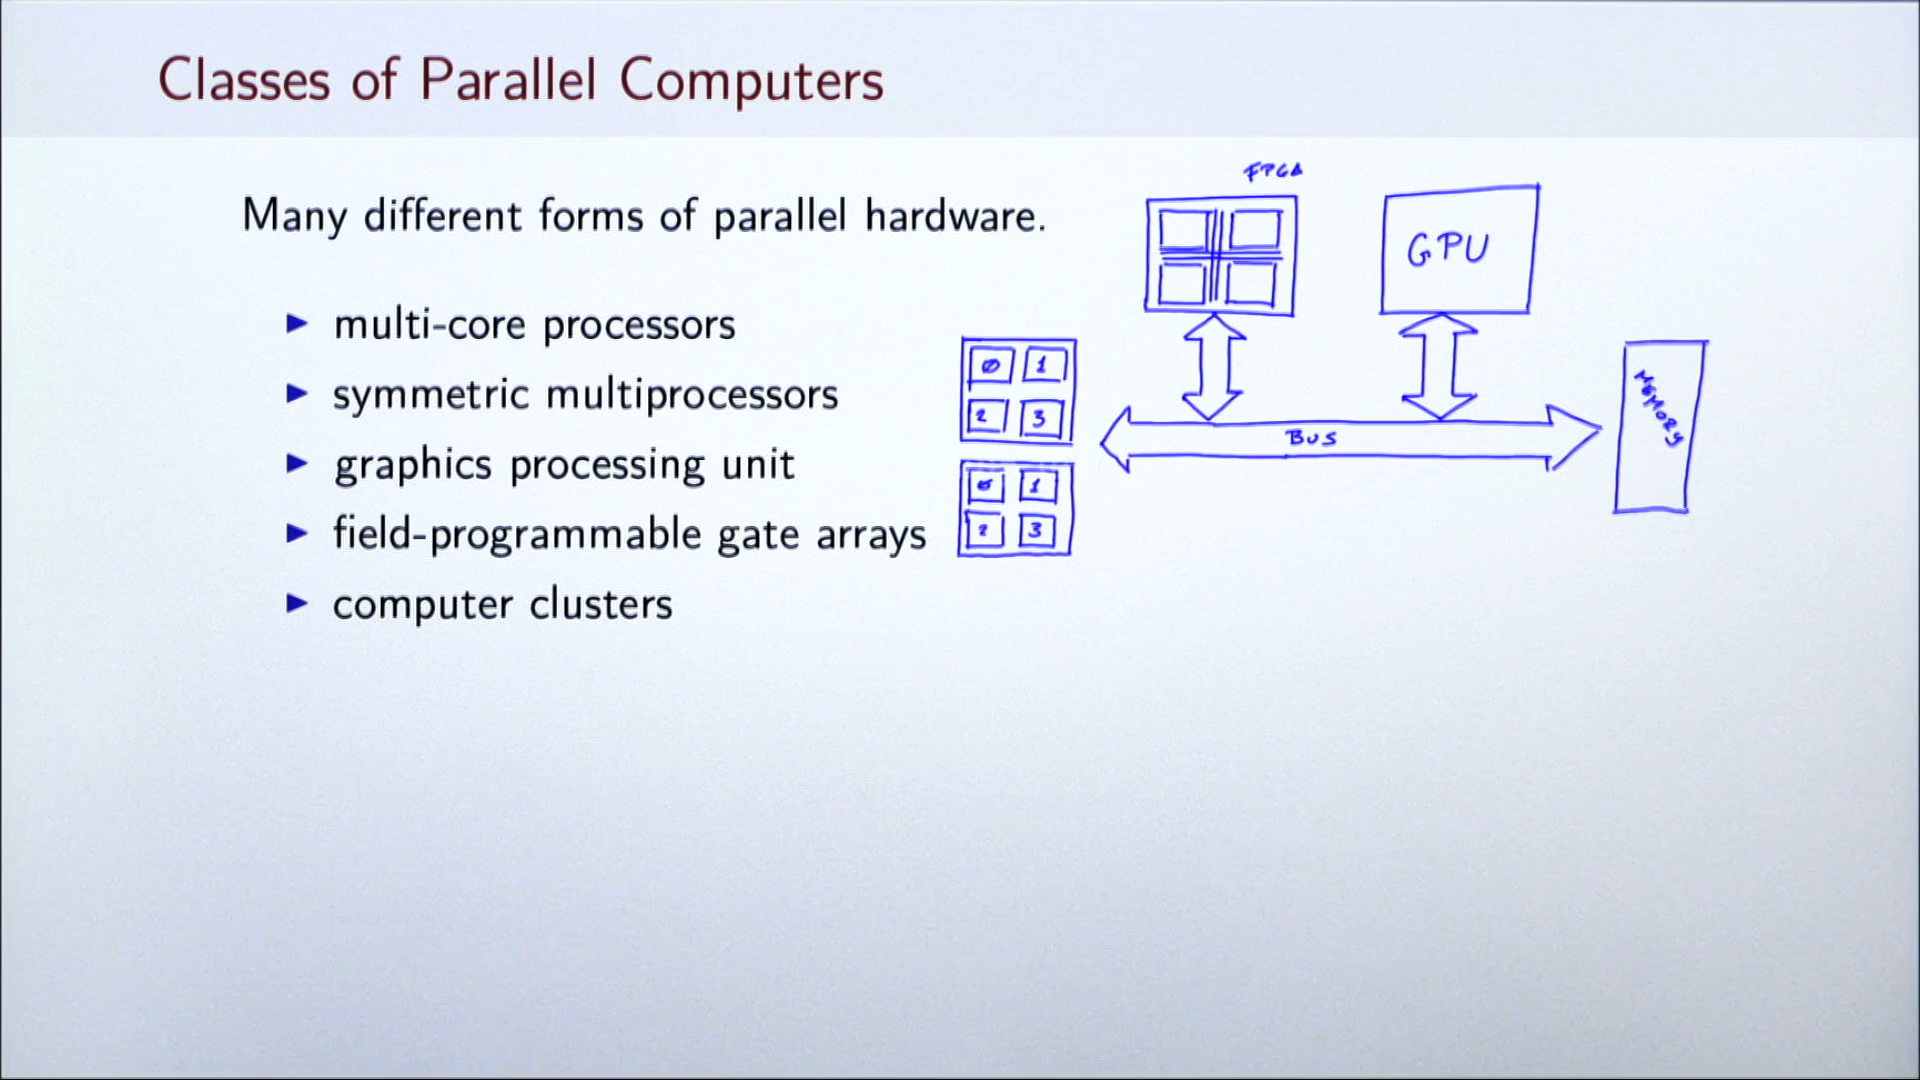 Classes of Parallel Computers
Many different forms of parallel hardware.
multi-core processors
symmetric multiprocessors
graphics processing unit
field-programmable gate arrays
computer clusters
FPGA
GPU
0 1
2 3
0 1
2 3
BUS
MEMORY